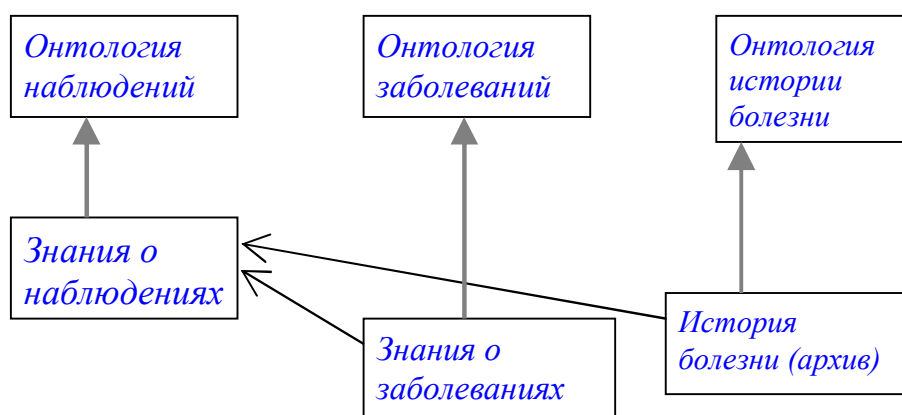 Онтология
наблюдений
Онтология
заболеваний
Онтология
истории
болезни
Знания о
наблюдениях
Знания о
заболеваниях
История
болезни (архив)